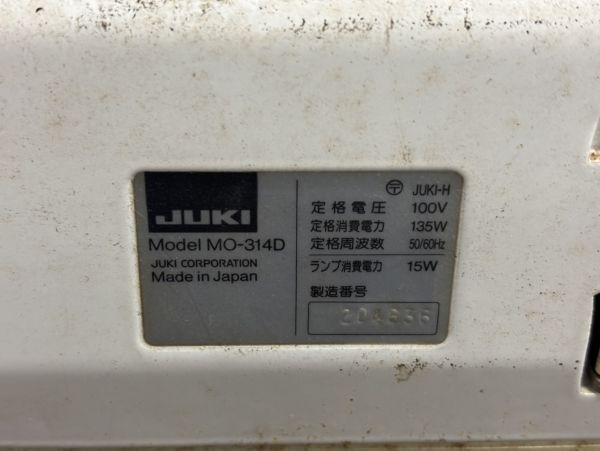 JUKI
Model MO-314D
JUKI CORPORATION
Made in Japan
〒 JUKI-H
定格電圧 100V
定格消費電力 135W
定格周波数 50/60Hz
ランプ消費電力 15W
製造番号
204836